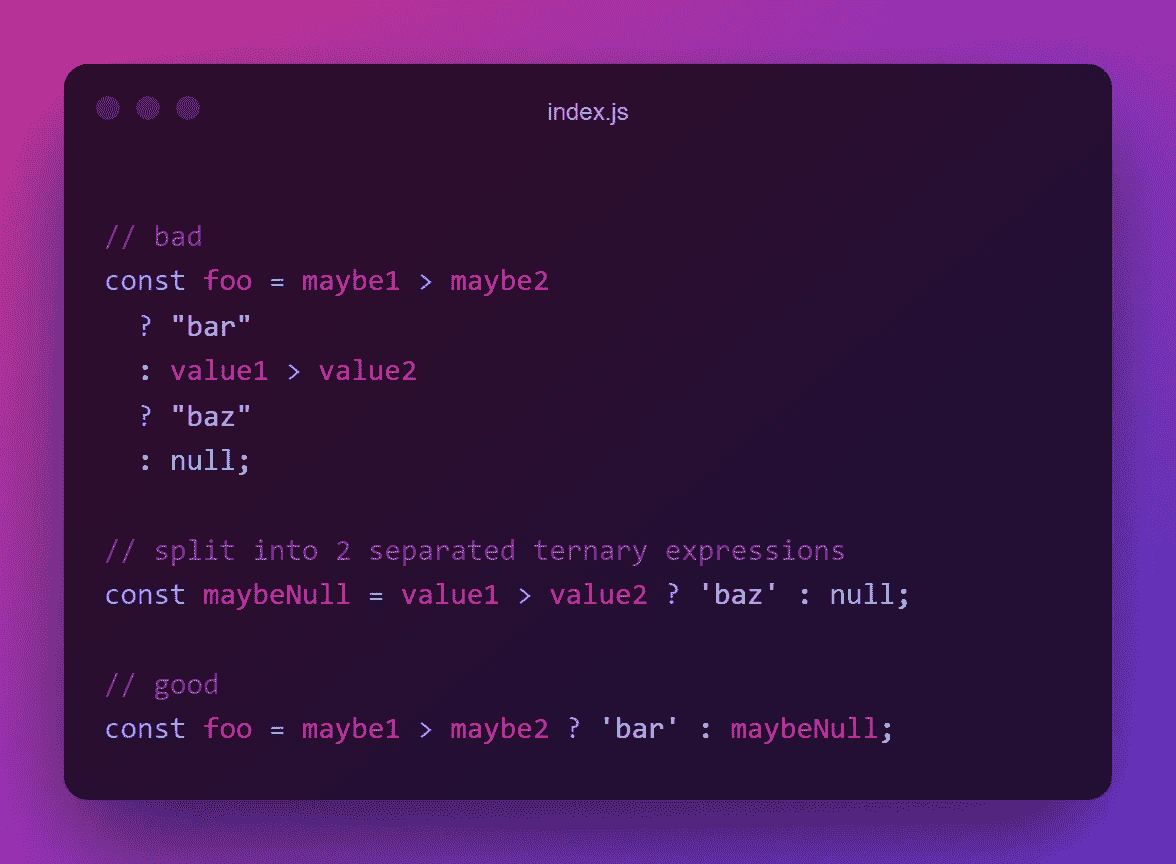 index.js
// bad
const foo = maybe1 > maybe2
? "bar"
: value1 > value2
? "baz"
: null;
// split into 2 separated ternary expressions
const maybeNull = value1 > value2 ? 'baz' : null;
// good
const foo = maybe1 > maybe2 ? 'bar' : maybeNull;